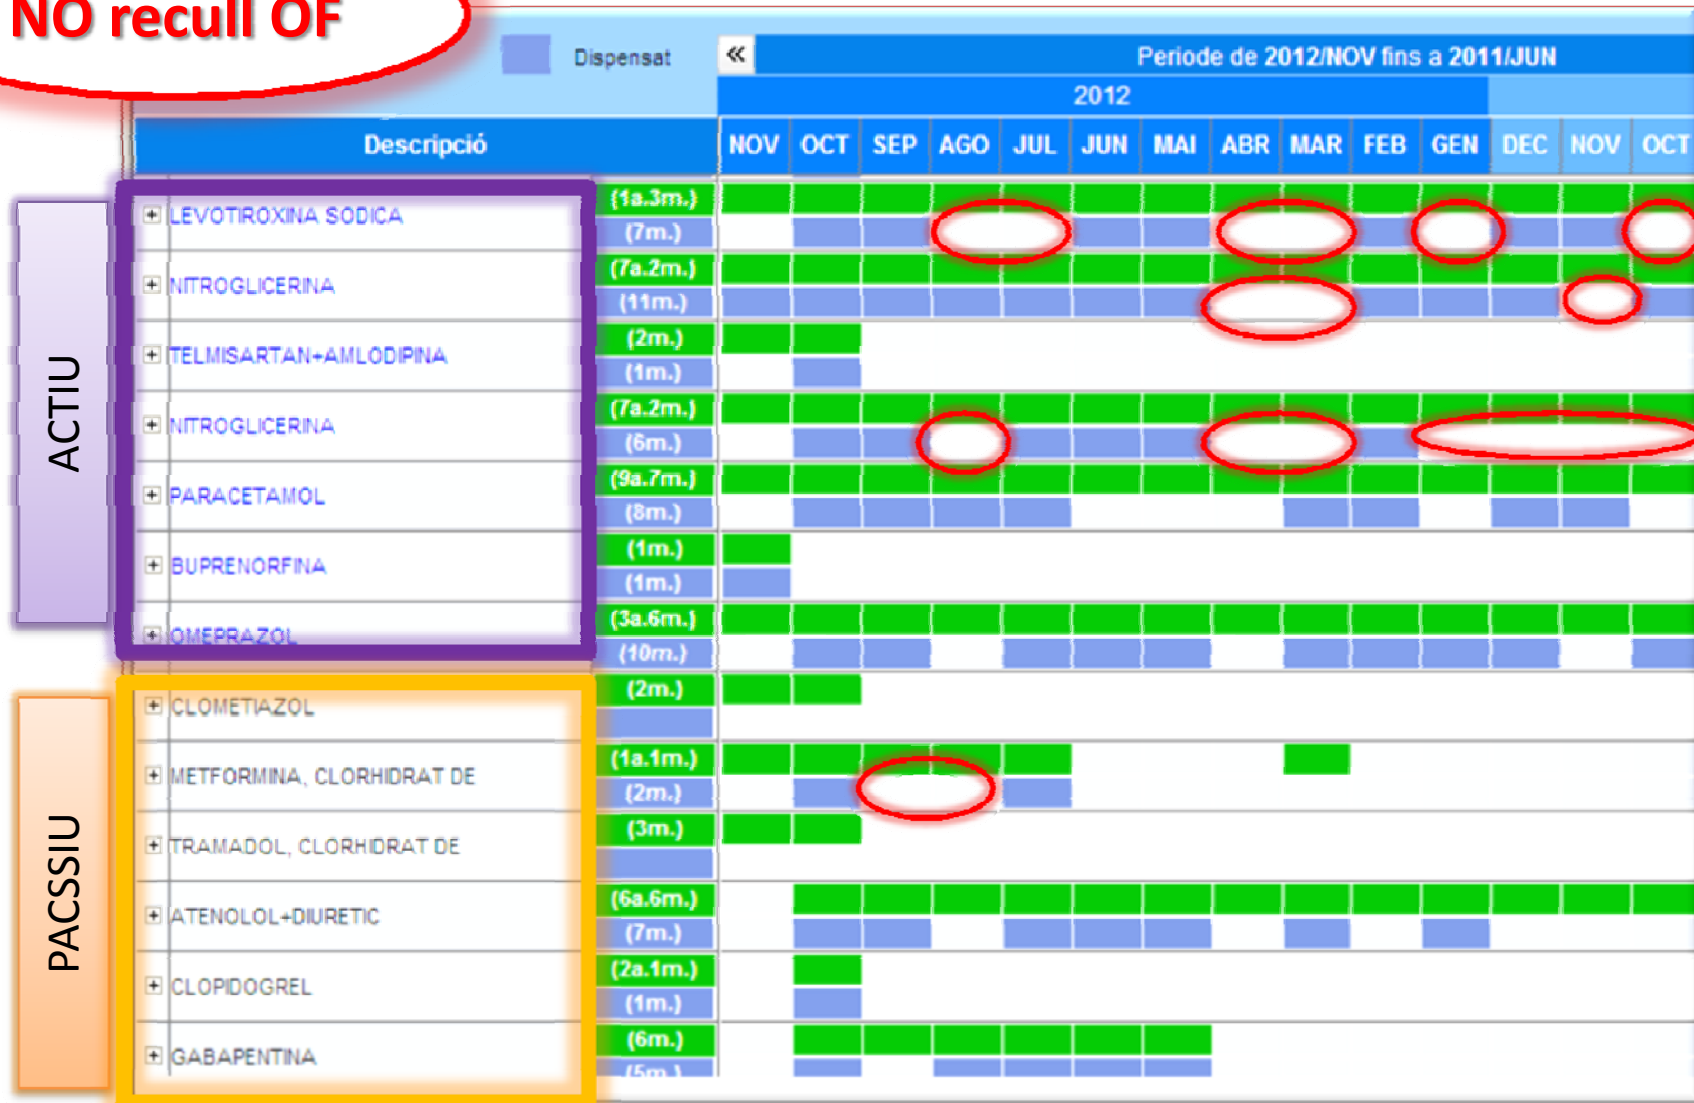 NO recull OF
Dispensat
«
Periode de 2012/NOV fins a 2011/JUN
2012
Descripció
NOV OCT SEP AGO JUL JUN MAI ABR MAR FEB GEN DEC NOV OCT
ACTIU
LEVOTIROXINA SODICA
(1a.3m.)
(7m.)
NITROGLICERINA
(7a.2m.)
(11m.)
TELMISARTAN+AMLODIPINA
(2m.)
(1m.)
NITROGLICERINA
(7a.2m.)
(6m.)
PARACETAMOL
(9a.7m.)
(8m.)
BUPRENORFINA
(1m.)
(1m.)
OMEPRAZOL
(3a.6m.)
(10m.)
PACSSIU
CLOMETIAZOL
(2m.)
METFORMINA, CLORHIDRAT DE
(1a.1m.)
(2m.)
TRAMADOL, CLORHIDRAT DE
(3m.)
ATENOLOL+DIURETIC
(6a.6m.)
(7m.)
CLOPIDOGREL
(2a.1m.)
(1m.)
GABAPENTINA
(6m.)
(5m.)